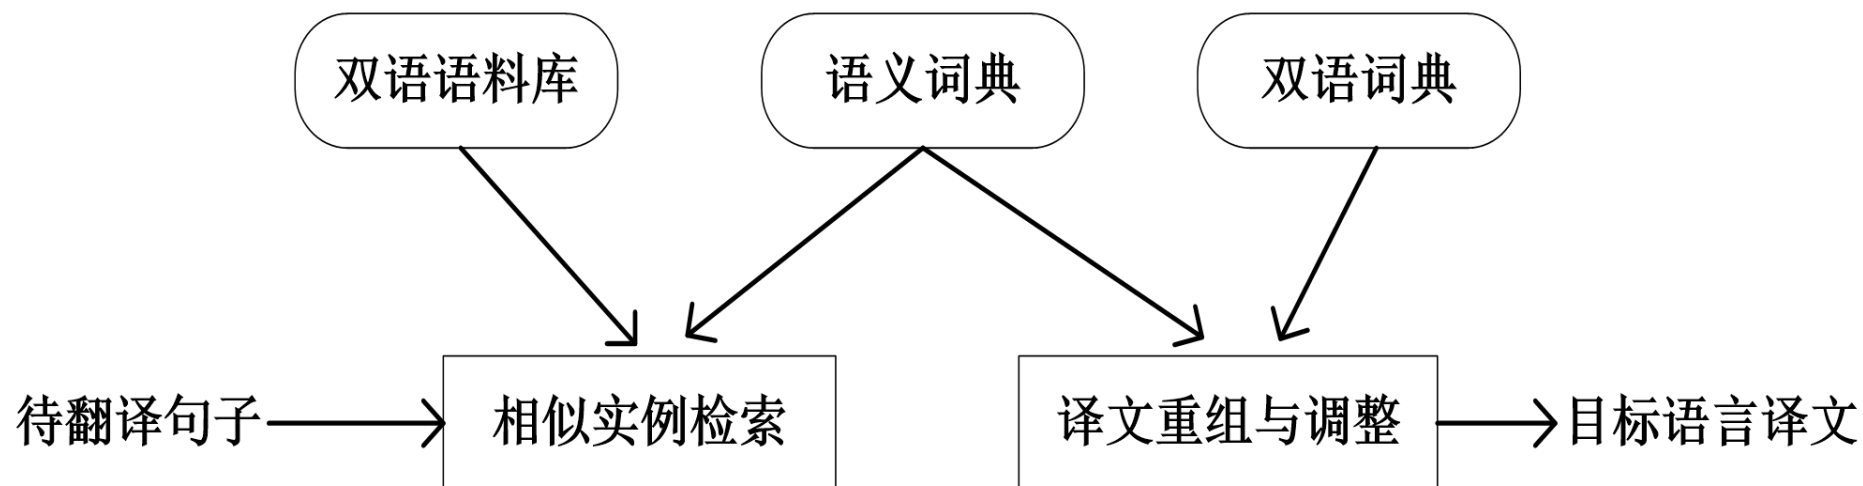 双语语料库
语义词典
双语词典
待翻译句子
相似实例检索
译文重组与调整
目标语言译文